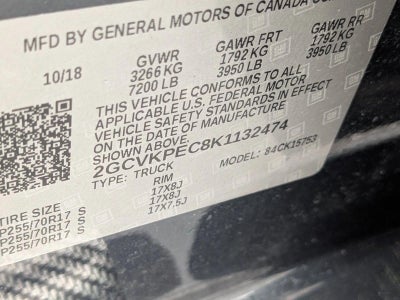 MFD BY GENERAL MOTORS OF CANADA
10/18
GVWR GAWR FRT GAWR RR
3266 KG 1792 KG 1792 KG
7200 LB 3950 LB 3950 LB
THIS VEHICLE CONFORMS TO ALL
APPLICABLE U.S. FEDERAL MOTOR
VEHICLE SAFETY STANDARDS IN EFFECT
ON THE DATE OF MANUFACTURE
SHOWN ABOVE.
2GCVKPEC8K1132474
TYPE: TRUCK MODEL: 84CK15753
TIRE SIZE RIM
P255/70R17 S 17X8J
P255/70R17 S 17X8J
P255/70R17 S 17X7.5J